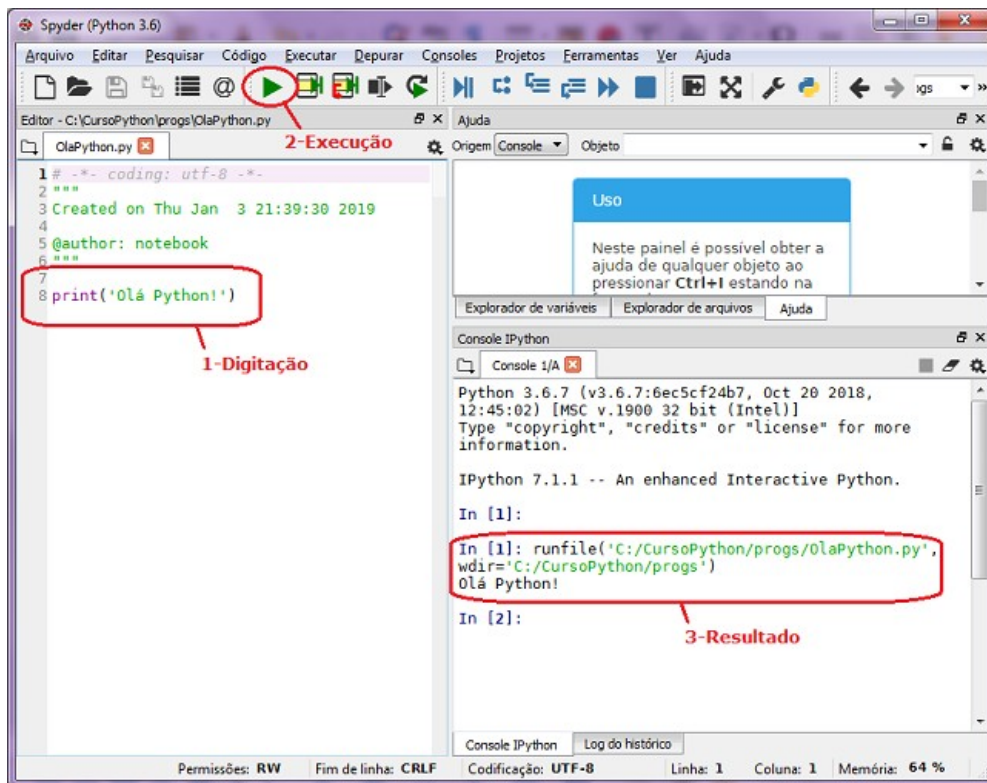 Spyder (Python 3.6)
Arquivo Editar Pesquisar Código Executar Depurar Consoles Projetos Ferramentas Ver Ajuda
@
Editor - C:\CursoPython\progs\OlaPython.py
2-Execução
OlaPython.py
1 # -*- coding: utf-8 -*-
2 """
3 Created on Thu Jan  3 21:39:30 2019
4
5 @author: notebook
6 """
7
8 print('Olá Python!')
1-Digitação
Ajuda
Origem Console Objeto
Uso
Neste painel é possível obter a
ajuda de qualquer objeto ao
pressionar Ctrl+I estando na
Explorador de variáveis Explorador de arquivos Ajuda
Console IPython
Console 1/A
Python 3.6.7 (v3.6.7:6ec5cf24b7, Oct 20 2018,
12:45:02) [MSC v.1900 32 bit (Intel)]
Type "copyright", "credits" or "license" for more
information.
IPython 7.1.1 -- An enhanced Interactive Python.
In [1]:
In [1]: runfile('C:/CursoPython/progs/OlaPython.py',
wdir='C:/CursoPython/progs')
Olá Python!
In [2]:
3-Resultado
Console IPython Log do histórico
Permissões: RW Fim de linha: CRLF Codificação: UTF-8 Linha: 1 Coluna: 1 Memória: 64 %